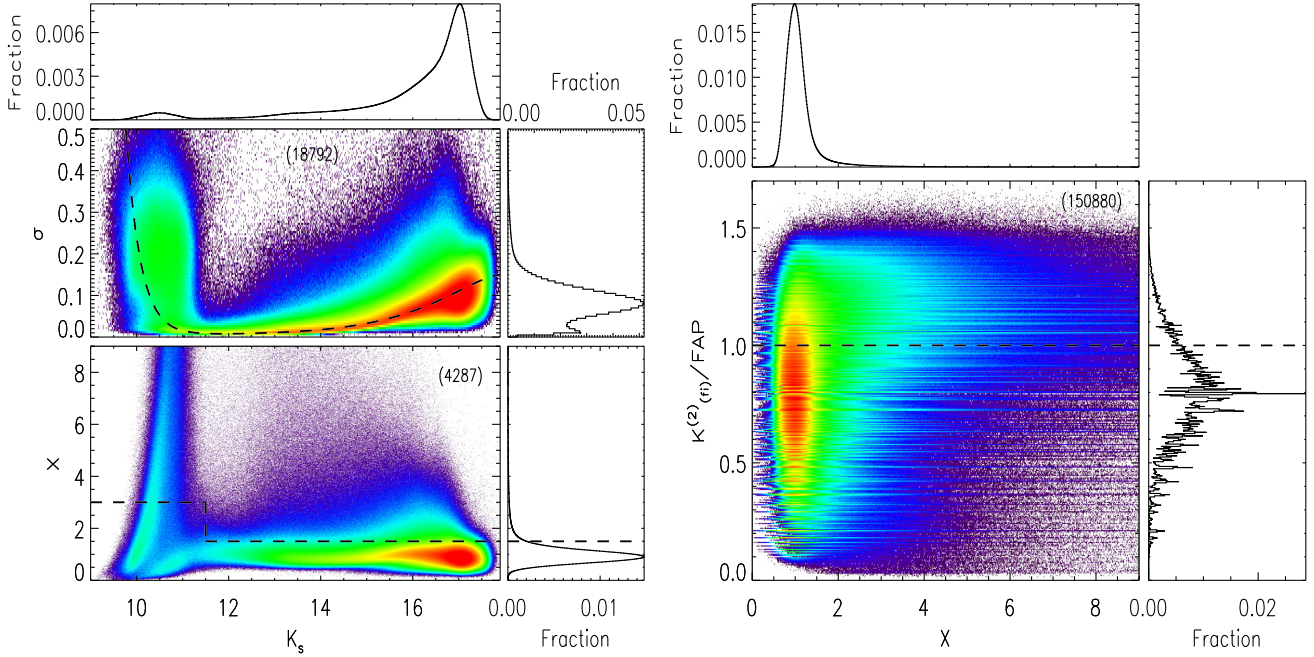 Fraction
0.006
0.003
0.000
Fraction
0.00 0.05
σ
0.5
0.4
0.3
0.2
0.1
0.0
(18792)
X
8
6
4
2
0
(4287)
10 12 14 16
K_s
0.00 0.01
Fraction
Fraction
0.015
0.010
0.005
0.000
K^(2)_(fi)/FAP
1.5
1.0
0.5
0.0
(150880)
0 2 4 6 8
X
0.00 0.02
Fraction